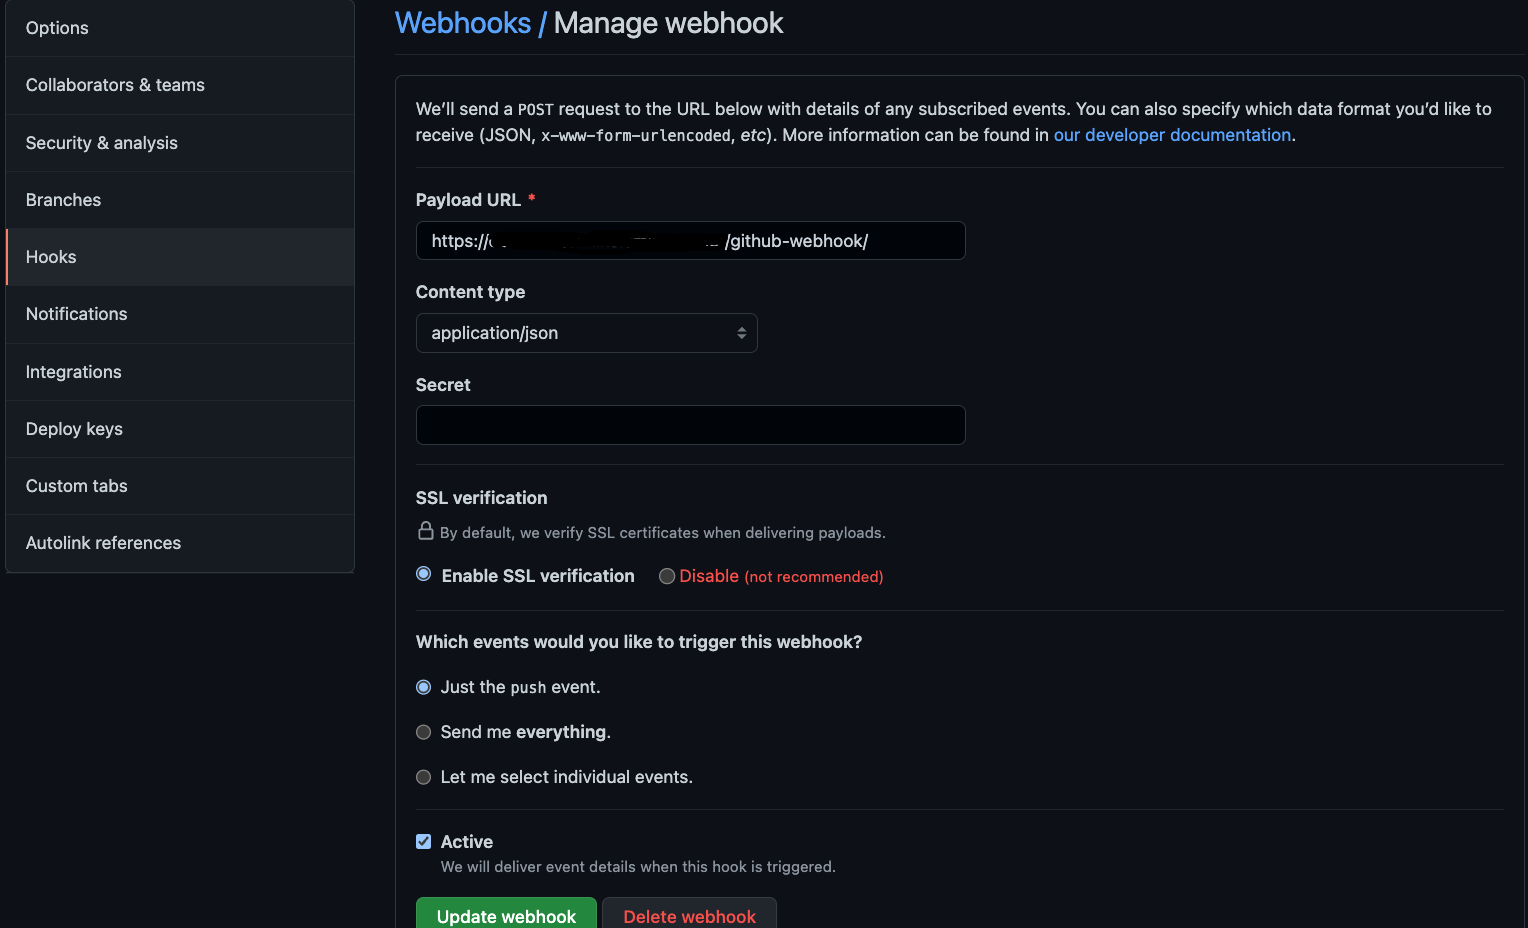 Options
Collaborators & teams
Security & analysis
Branches
Hooks
Notifications
Integrations
Deploy keys
Custom tabs
Autolink references
Webhooks / Manage webhook
We'll send a POST request to the URL below with details of any subscribed events. You can also specify which data format you'd like to
receive (JSON, x-www-form-urlencoded, etc). More information can be found in our developer documentation.
Payload URL *
https:// /github-webhook/
Content type
application/json
Secret
SSL verification
By default, we verify SSL certificates when delivering payloads.
Enable SSL verification Disable (not recommended)
Which events would you like to trigger this webhook?
Just the push event.
Send me everything.
Let me select individual events.
Active
We will deliver event details when this hook is triggered.
Update webhook Delete webhook